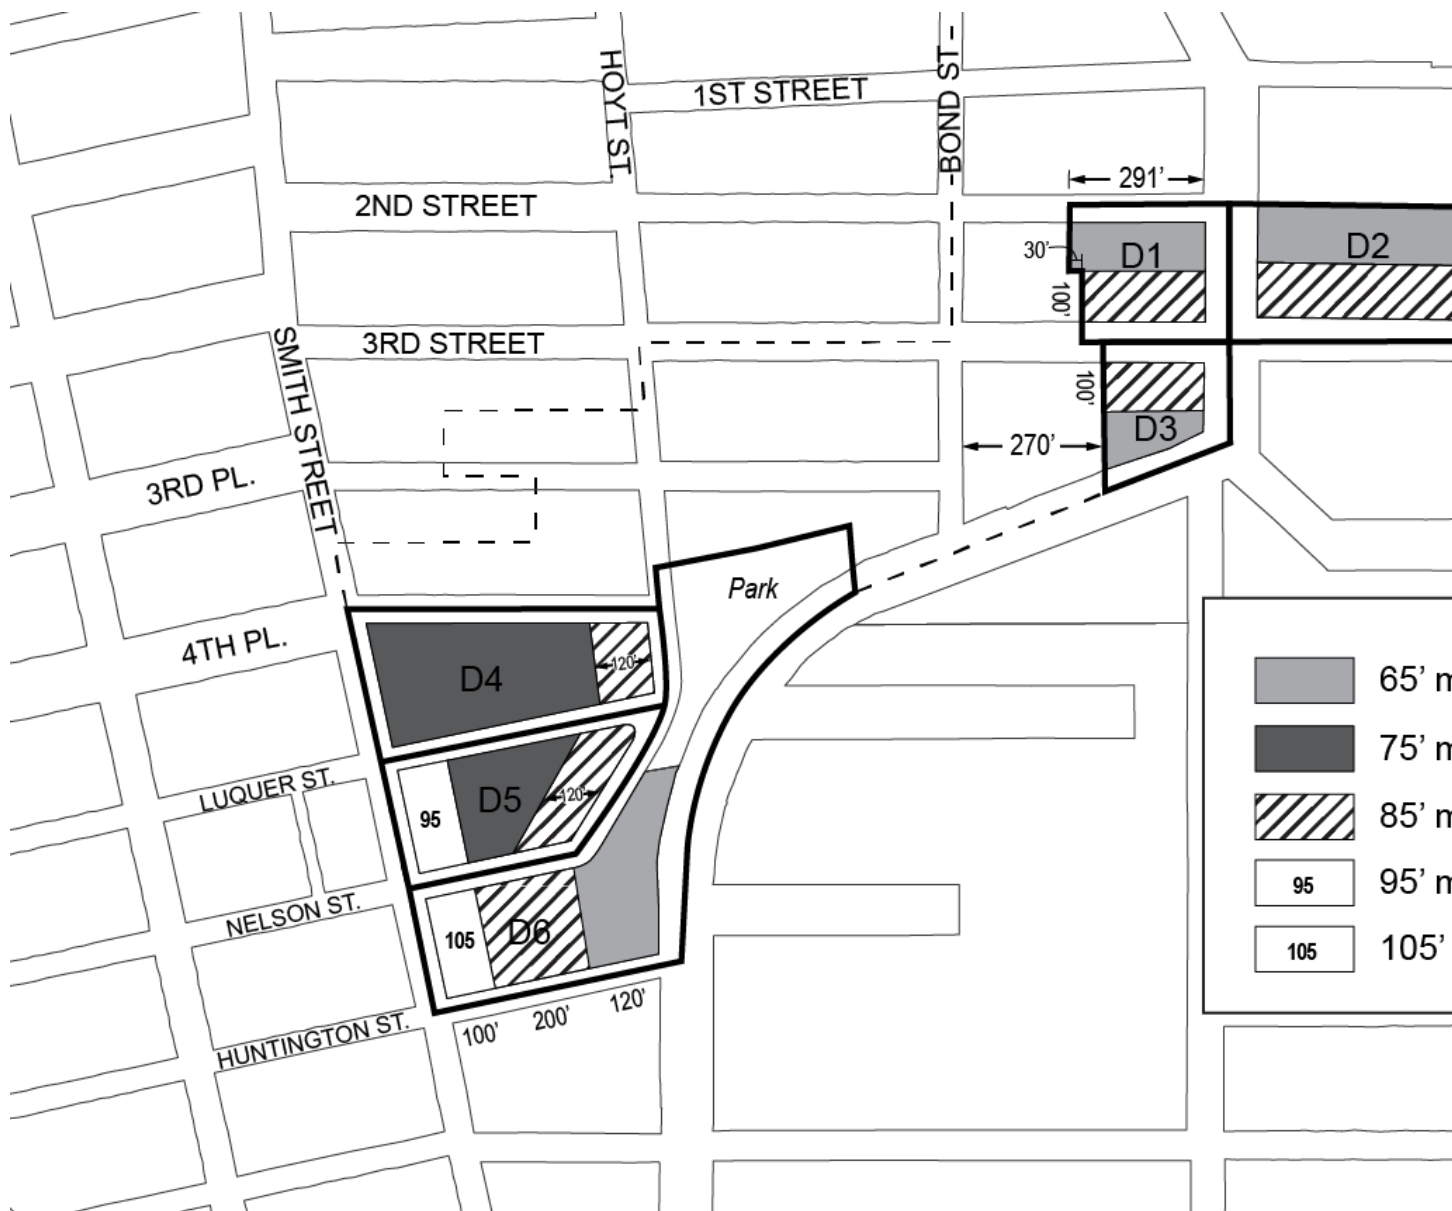 HOYT ST.
1ST STREET
BOND ST
291’
2ND STREET
30’
D1
D2
100’
3RD STREET
SMITH STREET
100’
D3
270’
3RD PL.
Park
4TH PL.
D4
120’
65’ m
75’ m
LUQUER ST.
95
D5
120’
85’ m
95
95’ m
NELSON ST.
105
D6
105
105’
HUNTINGTON ST.
100’
200’
120’